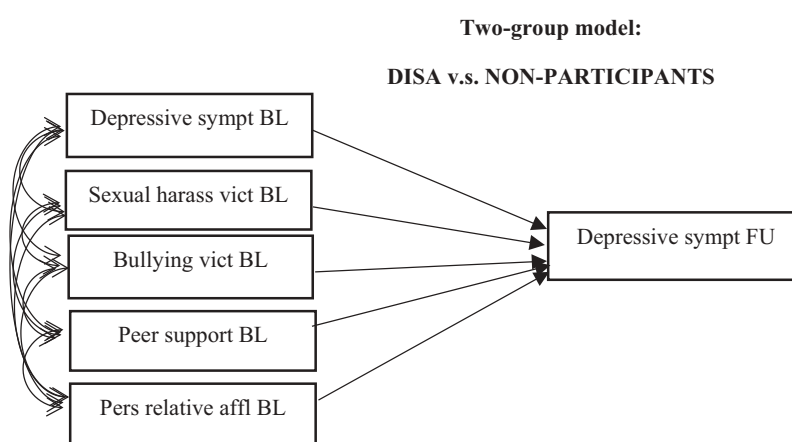 Two-group model:
DISA v.s. NON-PARTICIPANTS
Depressive sympt BL
Sexual harass vict BL
Bullying vict BL
Peer support BL
Pers relative affl BL
Depressive sympt FU